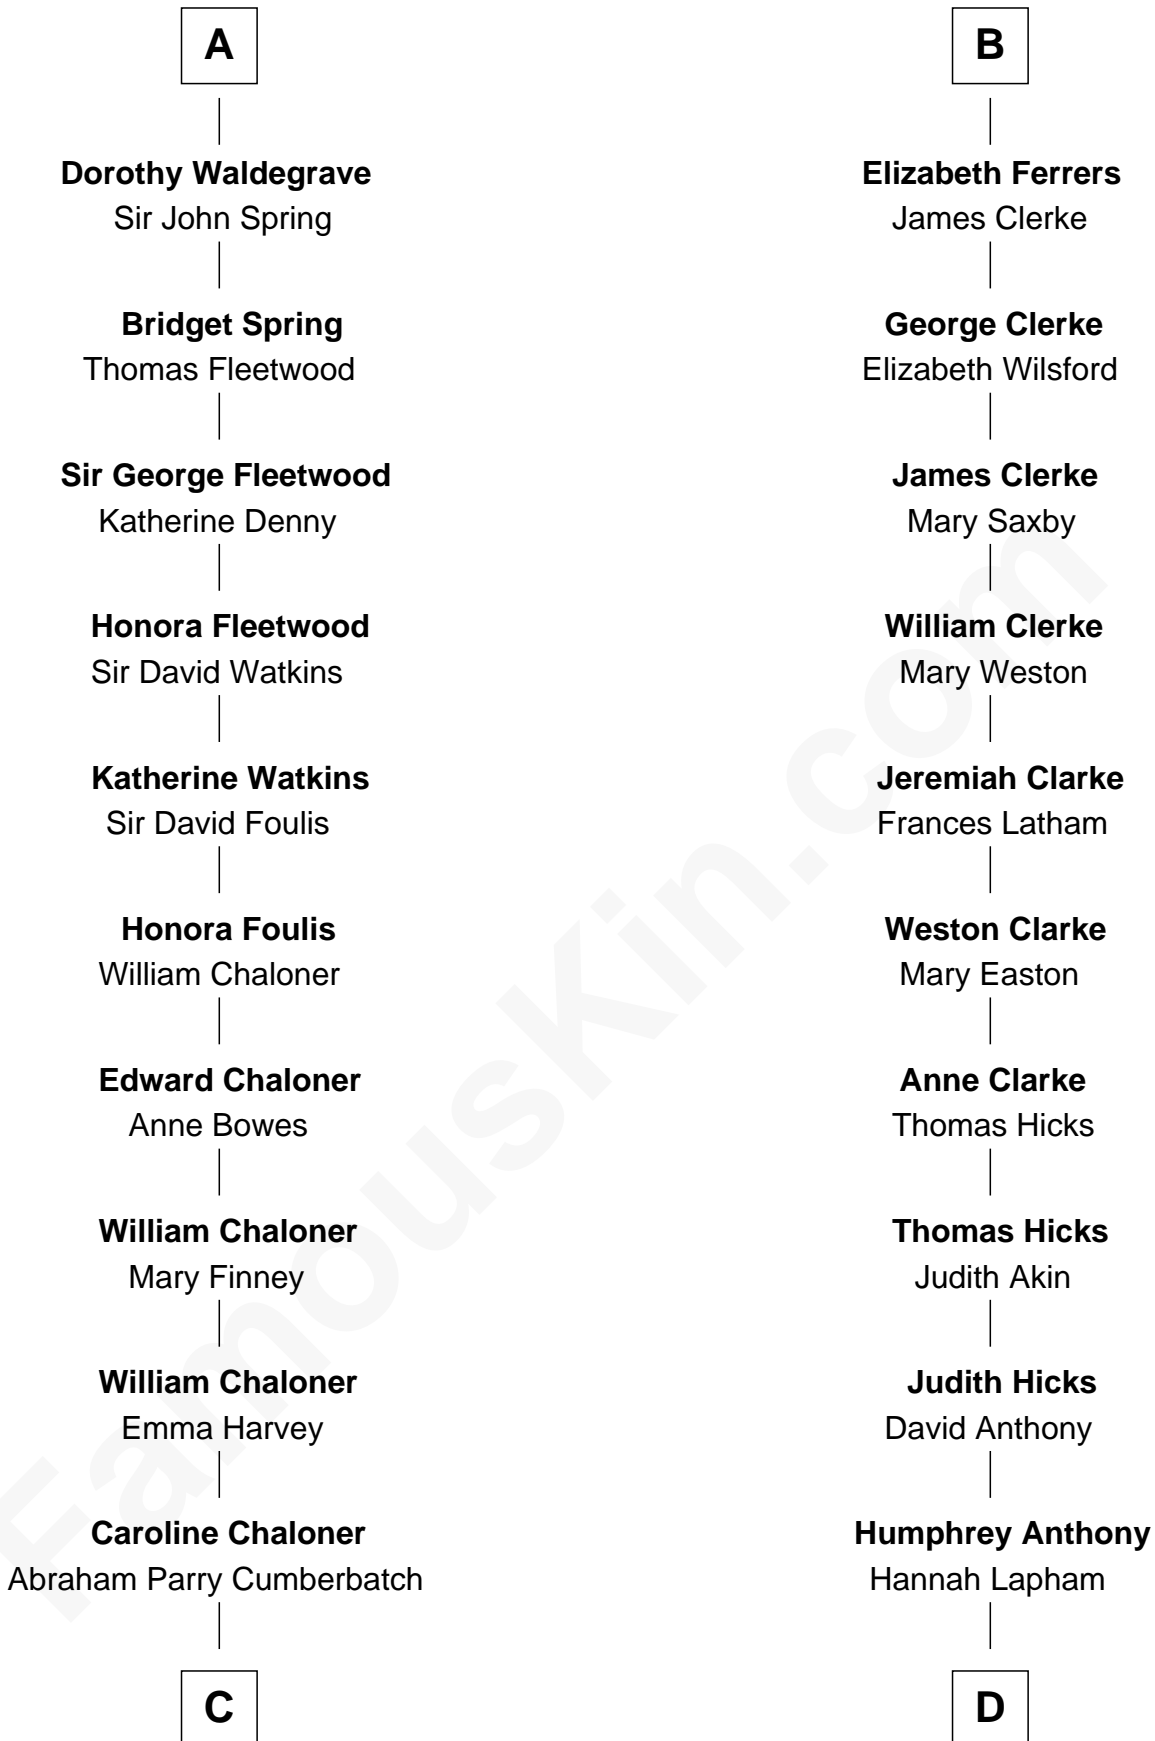 A
Dorothy Waldegrave
Sir John Spring
Bridget Spring
Thomas Fleetwood
Sir George Fleetwood
Katherine Denny
Honora Fleetwood
Sir David Watkins
Katherine Watkins
Sir David Foulis
Honora Foulis
William Chaloner
Edward Chaloner
Anne Bowes
William Chaloner
Mary Finney
William Chaloner
Emma Harvey
Caroline Chaloner
Abraham Parry Cumberbatch
C
B
Elizabeth Ferrers
James Clerke
George Clerke
Elizabeth Wilsford
James Clerke
Mary Saxby
William Clerke
Mary Weston
Jeremiah Clarke
Frances Latham
Weston Clarke
Mary Easton
Anne Clarke
Thomas Hicks
Thomas Hicks
Judith Akin
Judith Hicks
David Anthony
Humphrey Anthony
Hannah Lapham
D
FamousKin.com